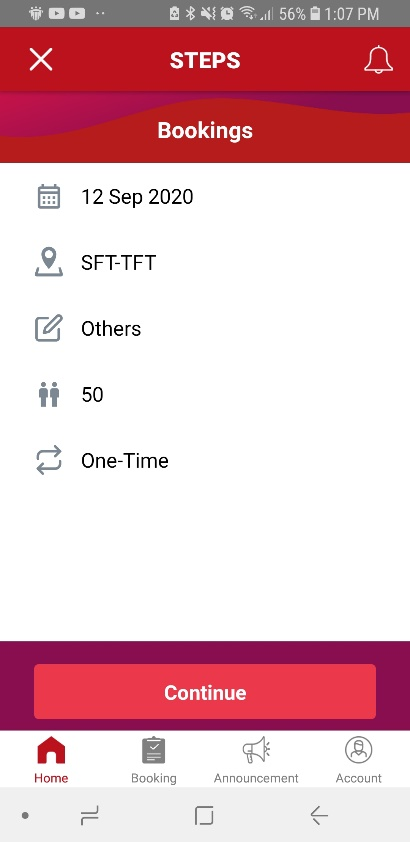 56% 1:07 PM
STEPS
Bookings
12 Sep 2020
SFT-TFT
Others
50
One-Time
Continue
Home Booking Announcement Account